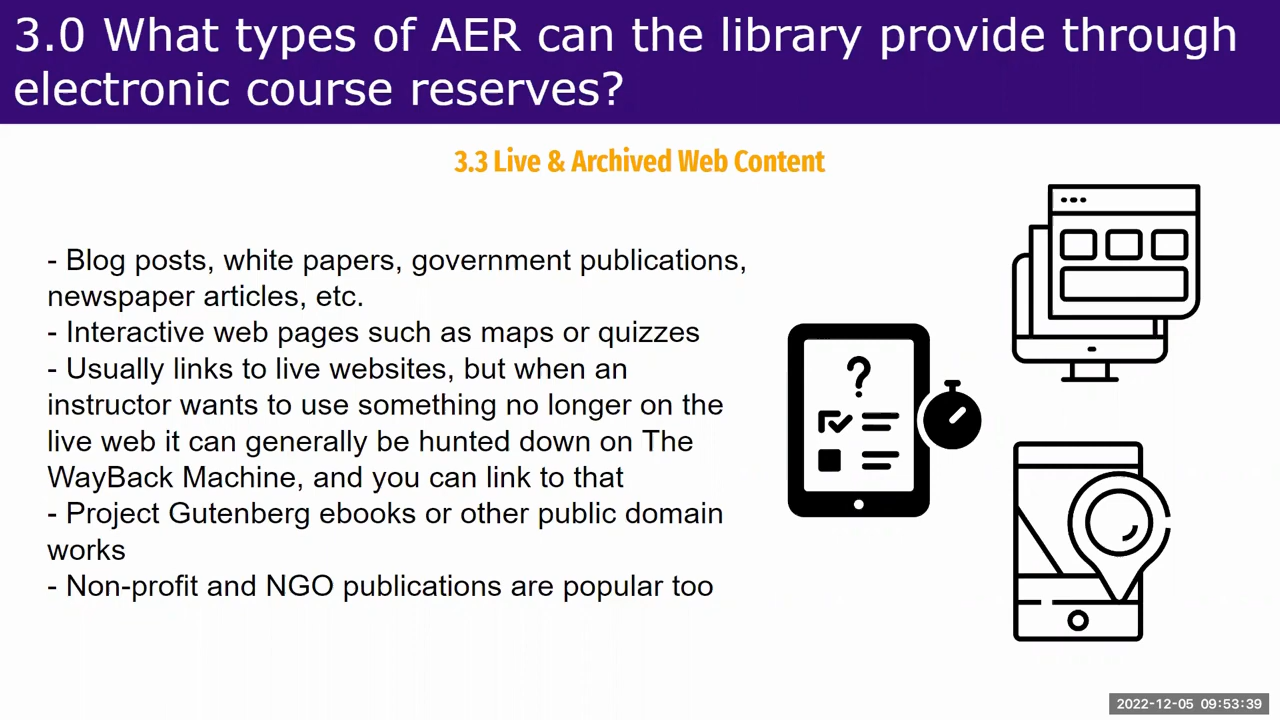 3.0 What types of AER can the library provide through
electronic course reserves?
3.3 Live & Archived Web Content
- Blog posts, white papers, government publications,
newspaper articles, etc.
- Interactive web pages such as maps or quizzes
- Usually links to live websites, but when an
instructor wants to use something no longer on the
live web it can generally be hunted down on The
WayBack Machine, and you can link to that
- Project Gutenberg ebooks or other public domain
works
- Non-profit and NGO publications are popular too
?
2022-12-05 09:53:39